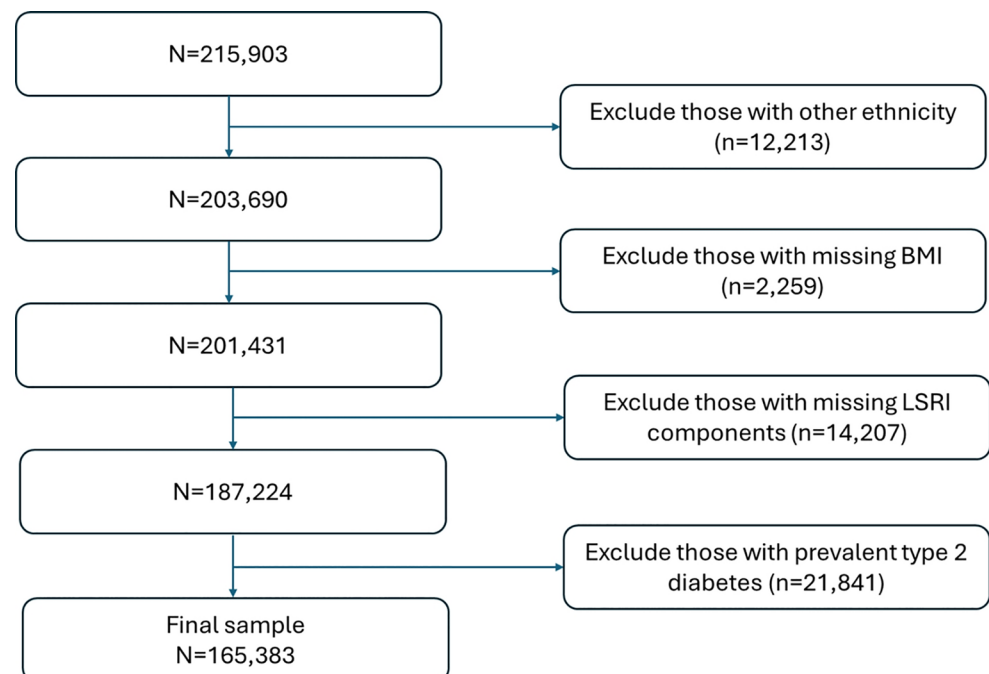 N=215,903
Exclude those with other ethnicity
(n=12,213)
N=203,690
Exclude those with missing BMI
(n=2,259)
N=201,431
Exclude those with missing LSRI
components (n=14,207)
N=187,224
Exclude those with prevalent type 2
diabetes (n=21,841)
Final sample
N=165,383